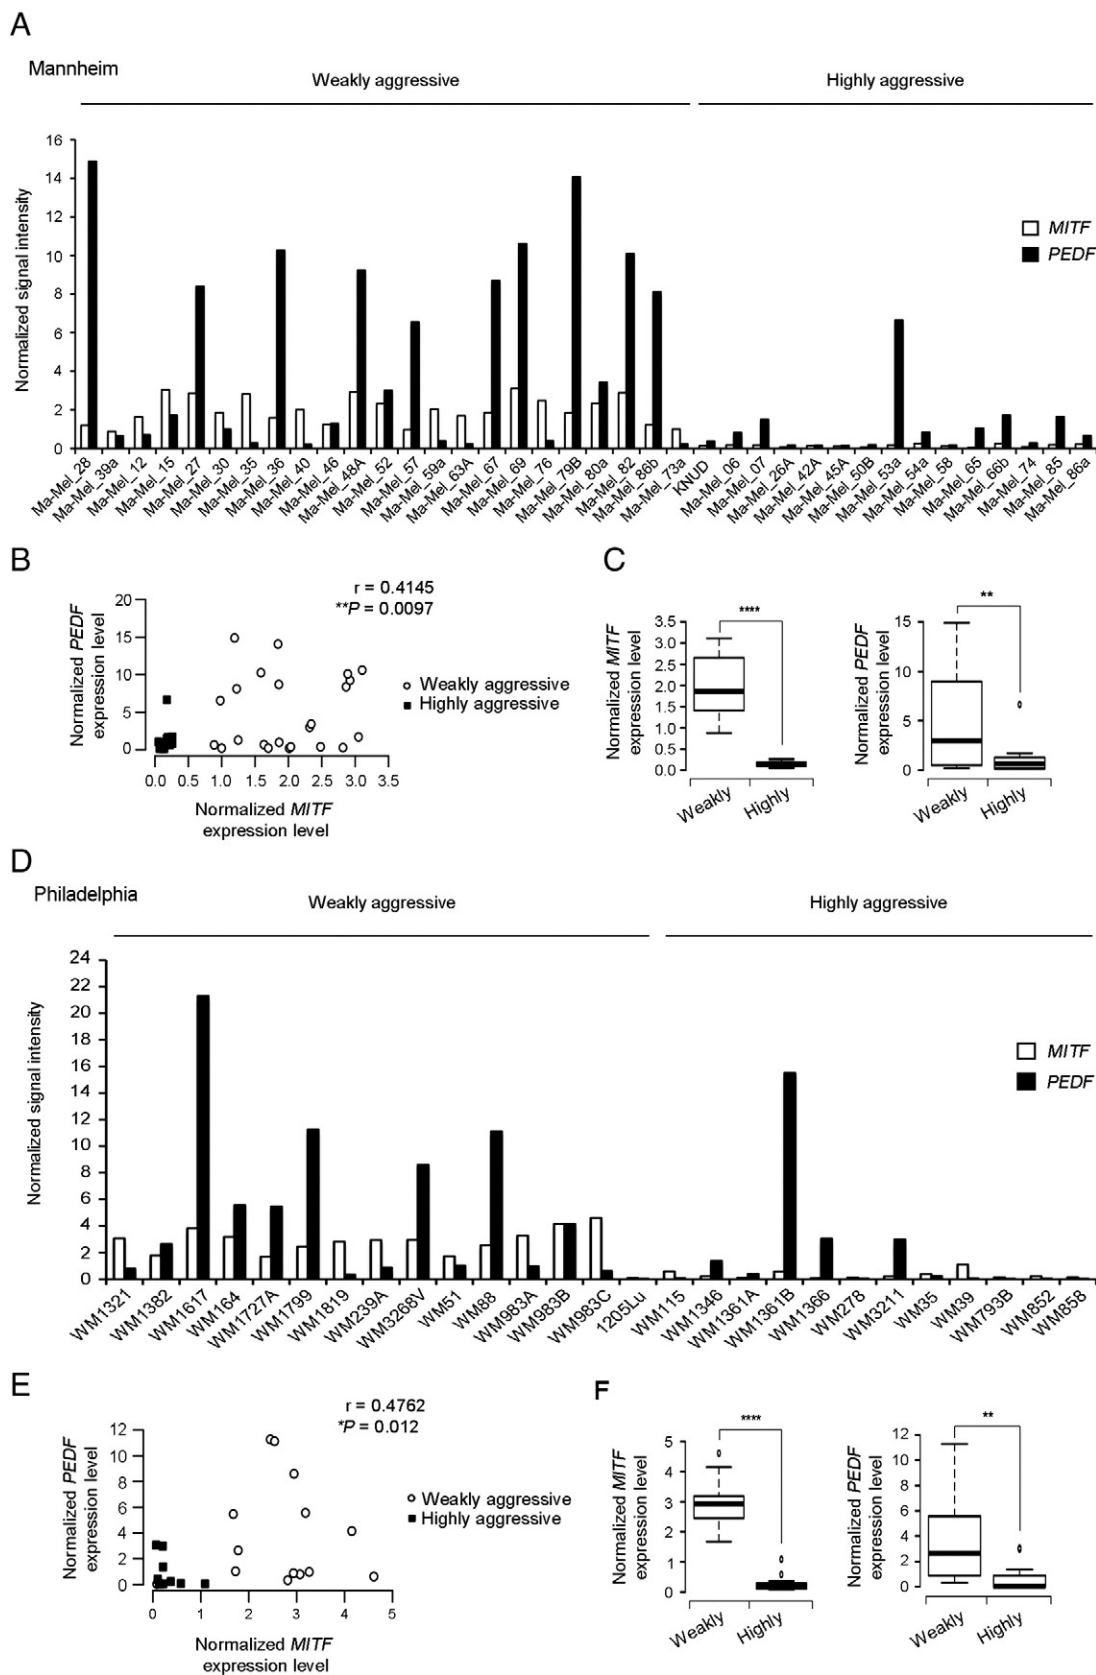 A
Mannheim
Weakly aggressive
Highly aggressive
Normalized signal intensity
16
14
12
10
8
6
4
2
0
MITF
PEDF
Ma-Mel_28
Ma-Mel_39a
Ma-Mel_12
Ma-Mel_15
Ma-Mel_27
Ma-Mel_30
Ma-Mel_35
Ma-Mel_36
Ma-Mel_40
Ma-Mel_46
Ma-Mel_48A
Ma-Mel_52
Ma-Mel_57
Ma-Mel_59a
Ma-Mel_63A
Ma-Mel_67
Ma-Mel_69
Ma-Mel_76
Ma-Mel_79B
Ma-Mel_80a
Ma-Mel_82
Ma-Mel_86b
Ma-Mel_73a
KNUD
Ma-Mel_06
Ma-Mel_07
Ma-Mel_26A
Ma-Mel_42A
Ma-Mel_45A
Ma-Mel_50B
Ma-Mel_53a
Ma-Mel_54a
Ma-Mel_58
Ma-Mel_65
Ma-Mel_66b
Ma-Mel_74
Ma-Mel_85
Ma-Mel_86a
B
r = 0.4145
**P = 0.0097
Normalized PEDF
expression level
20
15
10
5
0
Weakly aggressive
Highly aggressive
0.0 0.5 1.0 1.5 2.0 2.5 3.0 3.5
Normalized MITF
expression level
C
Normalized MITF
expression level
3.5
3.0
2.5
2.0
1.5
1.0
0.5
0.0
****
Weakly
Highly
Normalized PEDF
expression level
15
10
5
0
**
Weakly
Highly
D
Philadelphia
Weakly aggressive
Highly aggressive
Normalized signal intensity
24
22
20
18
16
14
12
10
8
6
4
2
0
MITF
PEDF
WM1321
WM1382
WM1617
WM164
WM1727A
WM1799
WM1819
WM239A
WM3268V
WM51
WM88
WM983A
WM983B
WM983C
1205Lu
WM115
WM1346
WM1361A
WM1361B
WM1366
WM278
WM3211
WM35
WM39
WM793B
WM852
WM858
E
r = 0.4762
*P = 0.012
Normalized PEDF
expression level
12
10
8
6
4
2
0
Weakly aggressive
Highly aggressive
0 1 2 3 4 5
Normalized MITF
expression level
F
Normalized MITF
expression level
5
4
3
2
1
0
****
Weakly
Highly
Normalized PEDF
expression level
12
10
8
6
4
2
0
**
Weakly
Highly